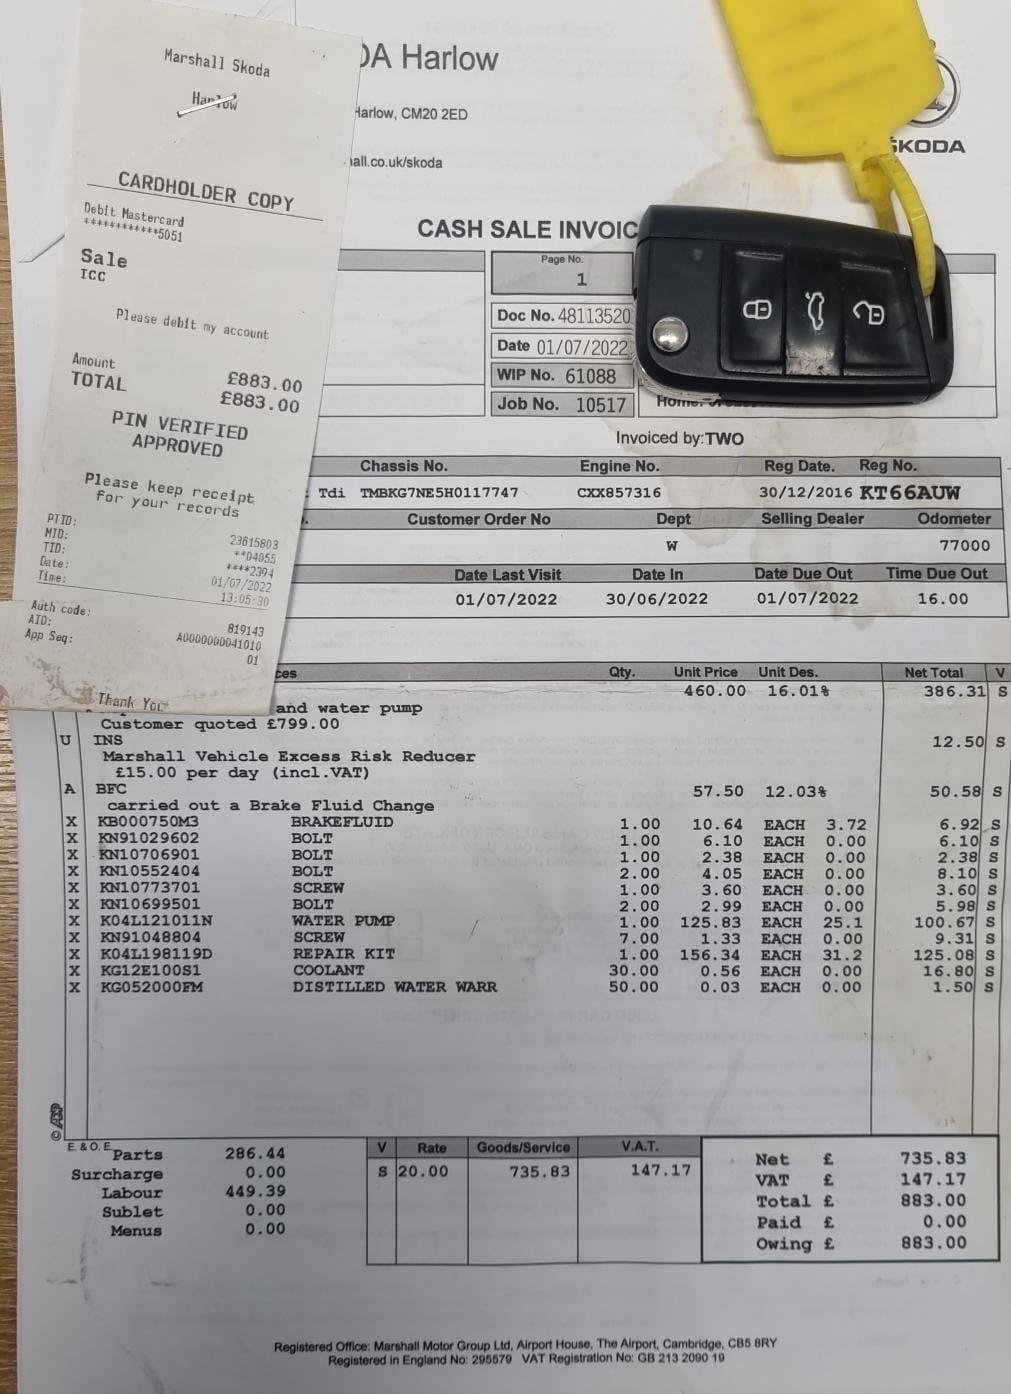 Marshall Skoda
Harlow
CARDHOLDER COPY
Debit Mastercard
************5051
Sale
ICC
Please debit my account
Amount £883.00
TOTAL £883.00
PIN VERIFIED
APPROVED
Please keep receipt
for your records
PTID: 23615803
MID: **04055
TID: ****2394
Date: 01/07/2022
Time: 13:05:30
Auth code: 819143
AID: A0000000041010
App Seq: 01
Thank You
DA Harlow
Harlow, CM20 2ED
hall.co.uk/skoda
ŠKODA
CASH SALE INVOIC
Page No.
1
Doc No. 48113520
Date 01/07/2022
WIP No. 61088
Job No. 10517
Home:
Invoiced by: TWO
Chassis No. Engine No. Reg Date. Reg No.
Tdi TMBKG7NE5H0117747 CXX857316 30/12/2016 KT66AUW
Customer Order No Dept Selling Dealer Odometer
W 77000
Date Last Visit Date In Date Due Out Time Due Out
01/07/2022 30/06/2022 01/07/2022 16.00
ces Qty. Unit Price Unit Des. Net Total V
460.00 16.01% 386.31 S
and water pump
Customer quoted £799.00
U INS 12.50 S
Marshall Vehicle Excess Risk Reducer
£15.00 per day (incl.VAT)
A BFC 57.50 12.03% 50.58 S
carried out a Brake Fluid Change
X KB000750M3 BRAKEFLUID 1.00 10.64 EACH 3.72 6.92 S
X KN91029602 BOLT 1.00 6.10 EACH 0.00 6.10 S
X KN10706901 BOLT 1.00 2.38 EACH 0.00 2.38 S
X KN10552404 BOLT 2.00 4.05 EACH 0.00 8.10 S
X KN10773701 SCREW 1.00 3.60 EACH 0.00 3.60 S
X KN10699501 BOLT 2.00 2.99 EACH 0.00 5.98 S
X K04L121011N WATER PUMP 1.00 125.83 EACH 25.1 100.67 S
X KN91048804 SCREW 7.00 1.33 EACH 0.00 9.31 S
X K04L198119D REPAIR KIT 1.00 156.34 EACH 31.2 125.08 S
X KG12E100S1 COOLANT 30.00 0.56 EACH 0.00 16.80 S
X KG052000FM DISTILLED WATER WARR 50.00 0.03 EACH 0.00 1.50 S
© ASP
E. & O. E.
Parts 286.44
Surcharge 0.00
Labour 449.39
Sublet 0.00
Menus 0.00
V Rate Goods/Service V.A.T.
S 20.00 735.83 147.17
Net £ 735.83
VAT £ 147.17
Total £ 883.00
Paid £ 0.00
Owing £ 883.00
Registered Office: Marshall Motor Group Ltd, Airport House, The Airport, Cambridge, CB5 8RY
Registered in England No: 295579 VAT Registration No: GB 213 2090 19